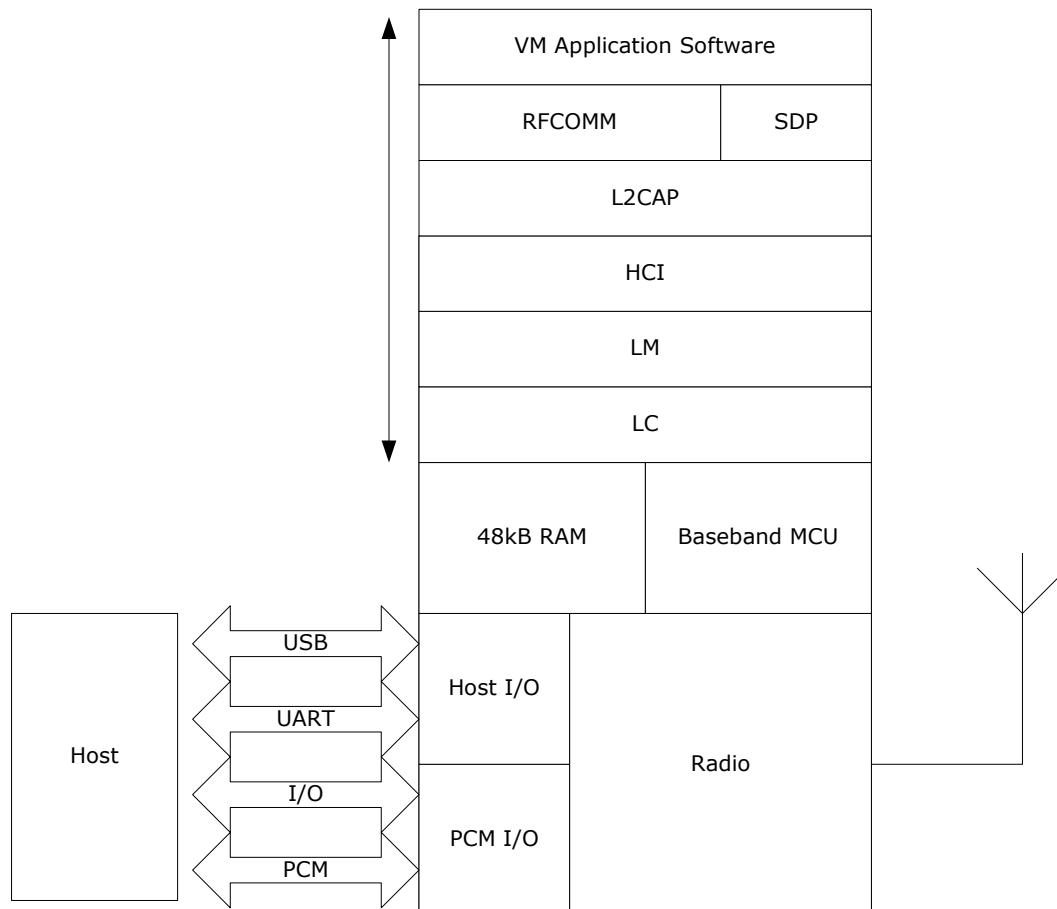 VM Application Software
RFCOMM
SDP
L2CAP
HCI
LM
LC
48kB RAM
Baseband MCU
USB
Host I/O
UART
Host
Radio
I/O
PCM I/O
PCM